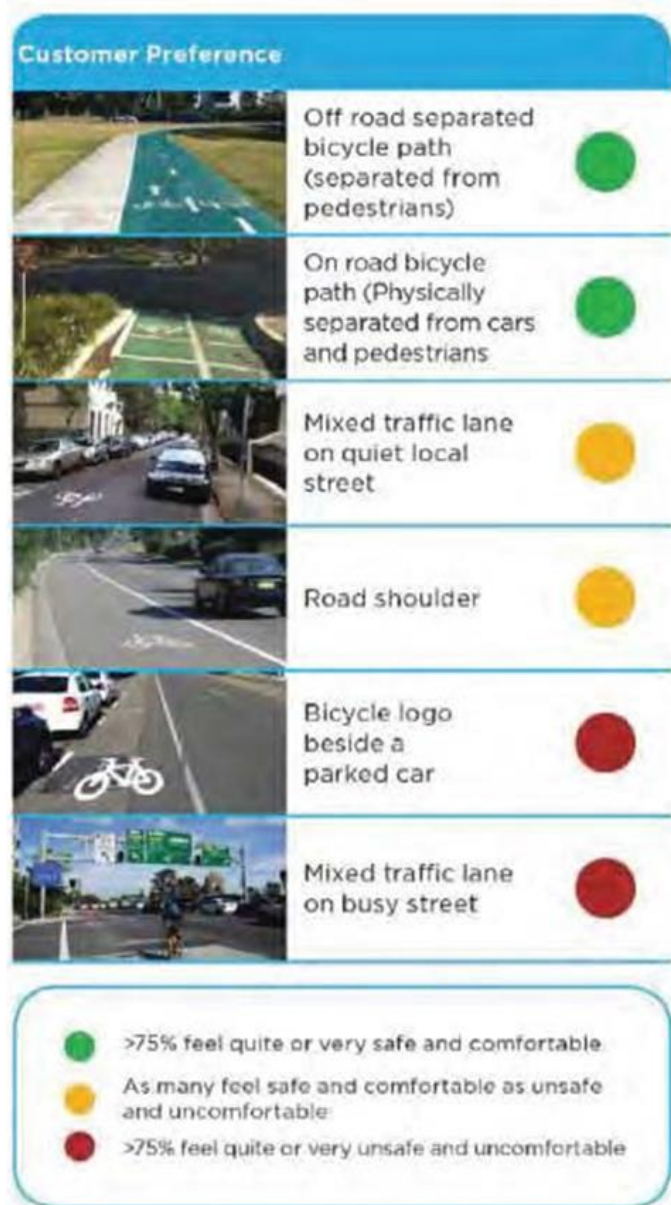 Customer Preference
Off road separated
bicycle path
(separated from
pedestrians)
On road bicycle
path (Physically
separated from cars
and pedestrians
Mixed traffic lane
on quiet local
street
Road shoulder
Bicycle logo
beside a
parked car
Mixed traffic lane
on busy street
>75% feel quite or very safe and comfortable
As many feel safe and comfortable as unsafe
and uncomfortable
>75% feel quite or very unsafe and uncomfortable